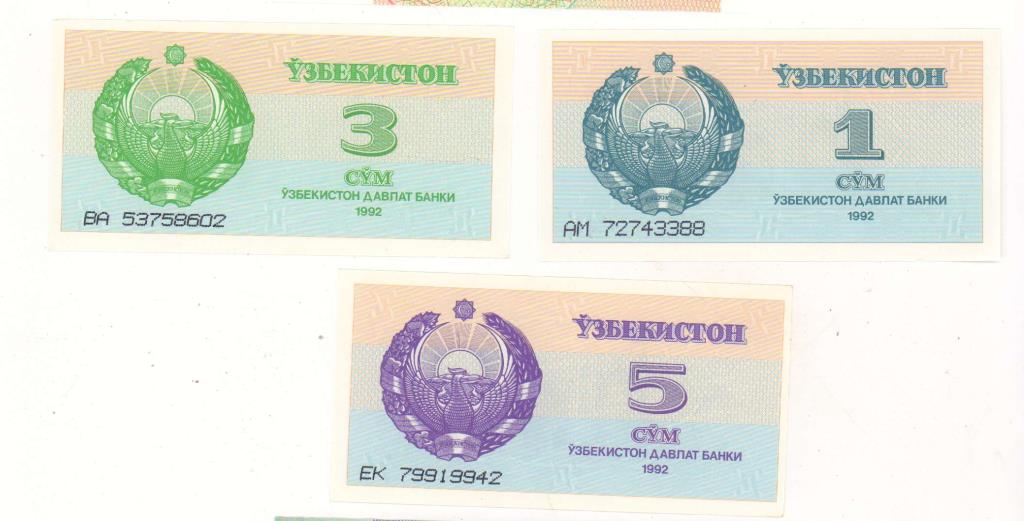 ЎЗБЕКИСТОН
3
СЎМ
ЎЗБЕКИСТОН ДАВЛАТ БАНКИ
1992
ВА 53758602
ЎЗБЕКИСТОН
1
СЎМ
ЎЗБЕКИСТОН ДАВЛАТ БАНКИ
1992
АМ 72743388
ЎЗБЕКИСТОН
5
СЎМ
ЎЗБЕКИСТОН ДАВЛАТ БАНКИ
1992
ЕК 79919942